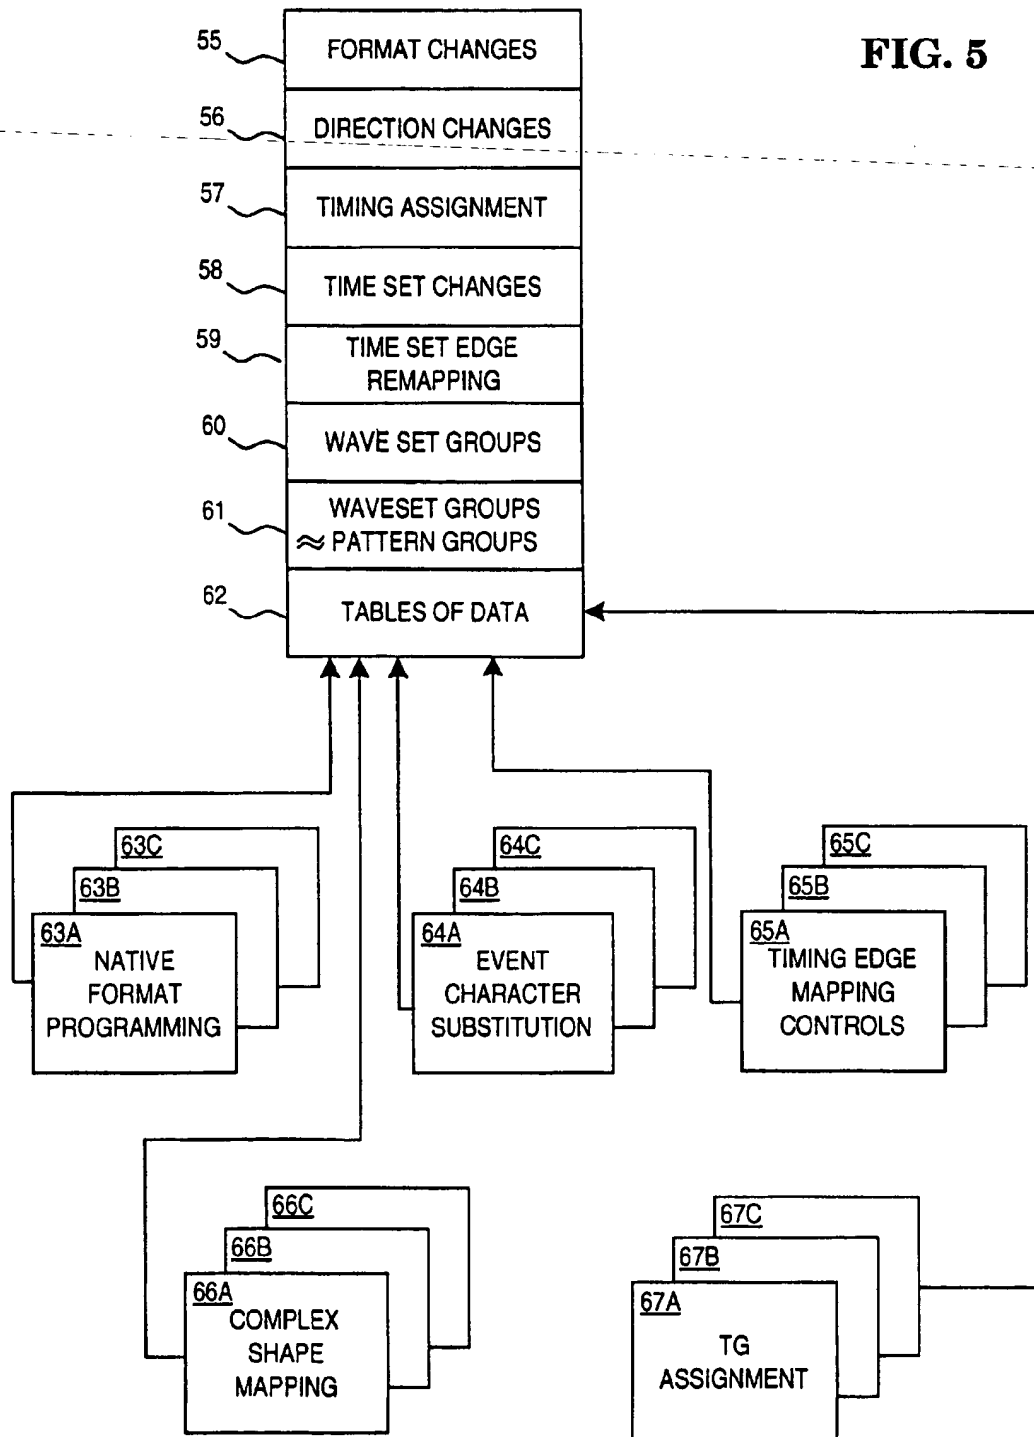 FIG. 5
55
FORMAT CHANGES
56
DIRECTION CHANGES
57
TIMING ASSIGNMENT
58
TIME SET CHANGES
59
TIME SET EDGE
REMAPPING
60
WAVE SET GROUPS
61
WAVESET GROUPS
≈ PATTERN GROUPS
62
TABLES OF DATA
63C
63B
63A
NATIVE
FORMAT
PROGRAMMING
64C
64B
64A
EVENT
CHARACTER
SUBSTITUTION
65C
65B
65A
TIMING EDGE
MAPPING
CONTROLS
66C
66B
66A
COMPLEX
SHAPE
MAPPING
67C
67B
67A
TG
ASSIGNMENT